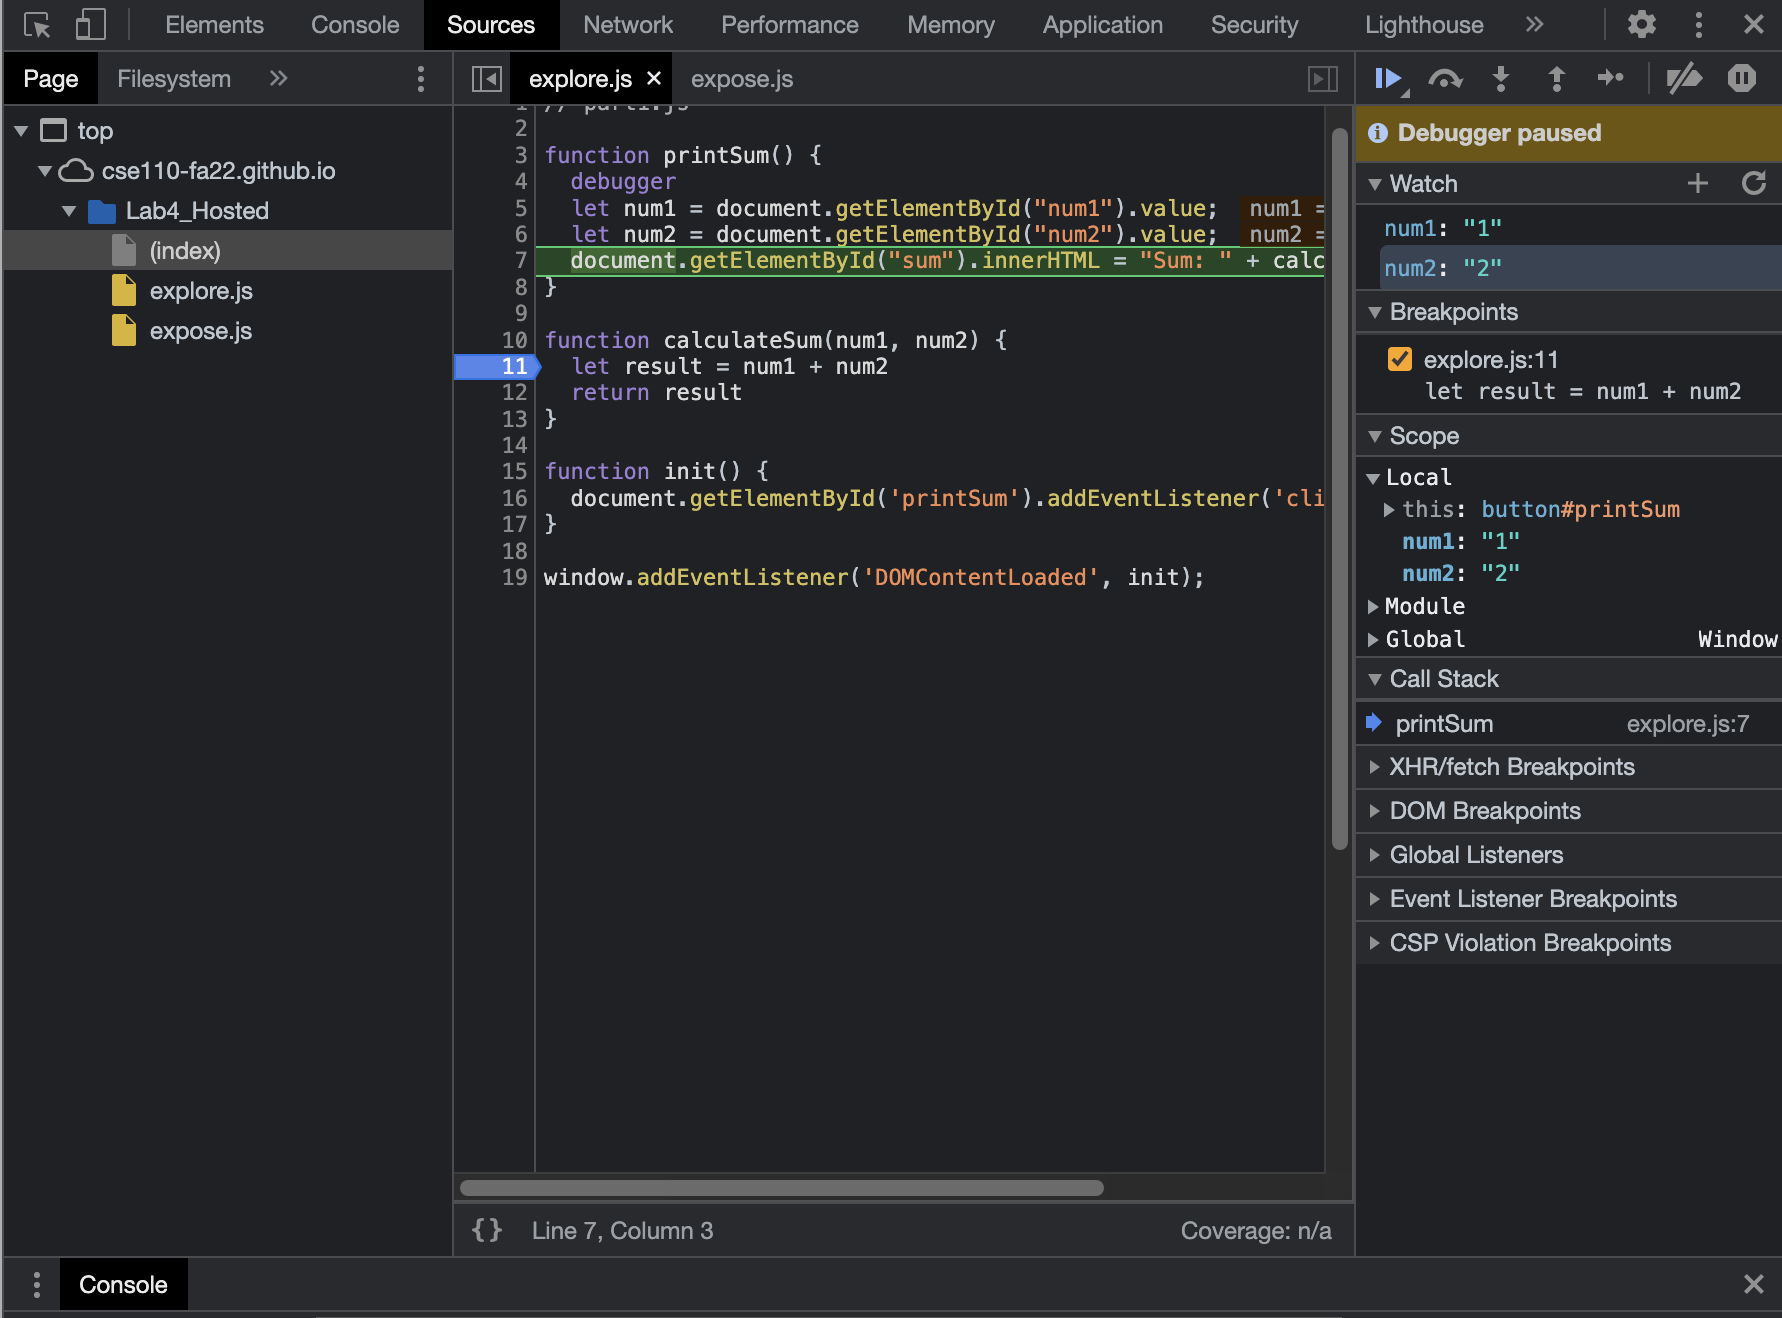 Elements Console Sources Network Performance Memory Application Security Lighthouse
Page Filesystem
explore.js expose.js
top
cse110-fa22.github.io
Lab4_Hosted
(index)
explore.js
expose.js
1 // part1.js
2
3 function printSum() {
4 debugger
5 let num1 = document.getElementById("num1").value; num1 =
6 let num2 = document.getElementById("num2").value; num2 =
7 document.getElementById("sum").innerHTML = "Sum: " + calc
8 }
9
10 function calculateSum(num1, num2) {
11 let result = num1 + num2
12 return result
13 }
14
15 function init() {
16 document.getElementById('printSum').addEventListener('cli
17 }
18
19 window.addEventListener('DOMContentLoaded', init);
{} Line 7, Column 3 Coverage: n/a
Debugger paused
Watch
num1: "1"
num2: "2"
Breakpoints
explore.js:11
let result = num1 + num2
Scope
Local
this: button#printSum
num1: "1"
num2: "2"
Module
Global Window
Call Stack
printSum explore.js:7
XHR/fetch Breakpoints
DOM Breakpoints
Global Listeners
Event Listener Breakpoints
CSP Violation Breakpoints
Console